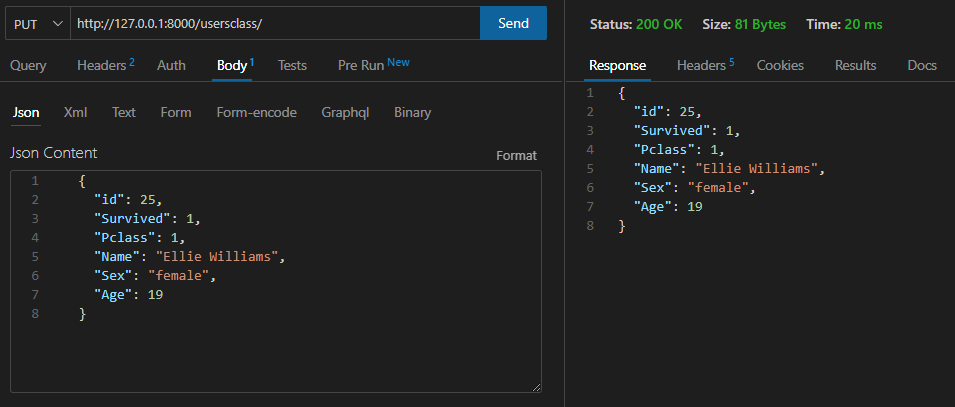 PUT http://127.0.0.1:8000/usersclass/ Send
Query Headers 2 Auth Body 1 Tests Pre Run New
Json Xml Text Form Form-encode Graphql Binary
Json Content Format
1 {
2 "id": 25,
3 "Survived": 1,
4 "Pclass": 1,
5 "Name": "Ellie Williams",
6 "Sex": "female",
7 "Age": 19
8 }
Status: 200 OK Size: 81 Bytes Time: 20 ms
Response Headers 5 Cookies Results Docs
1 {
2 "id": 25,
3 "Survived": 1,
4 "Pclass": 1,
5 "Name": "Ellie Williams",
6 "Sex": "female",
7 "Age": 19
8 }